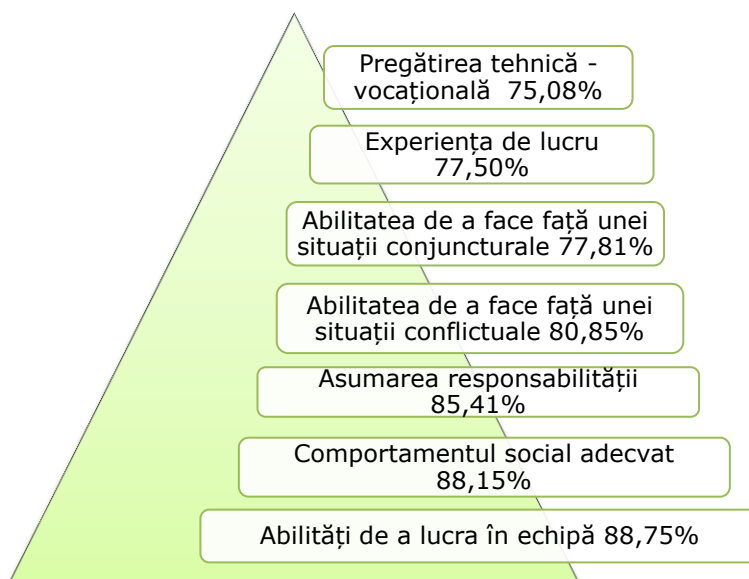 Pregătirea tehnică -
vocațională 75,08%
Experiența de lucru
77,50%
Abilitatea de a face față unei
situații conjuncturale 77,81%
Abilitatea de a face față unei
situații conflictuale 80,85%
Asumarea responsabilității
85,41%
Comportamentul social adecvat
88,15%
Abilități de a lucra în echipă 88,75%